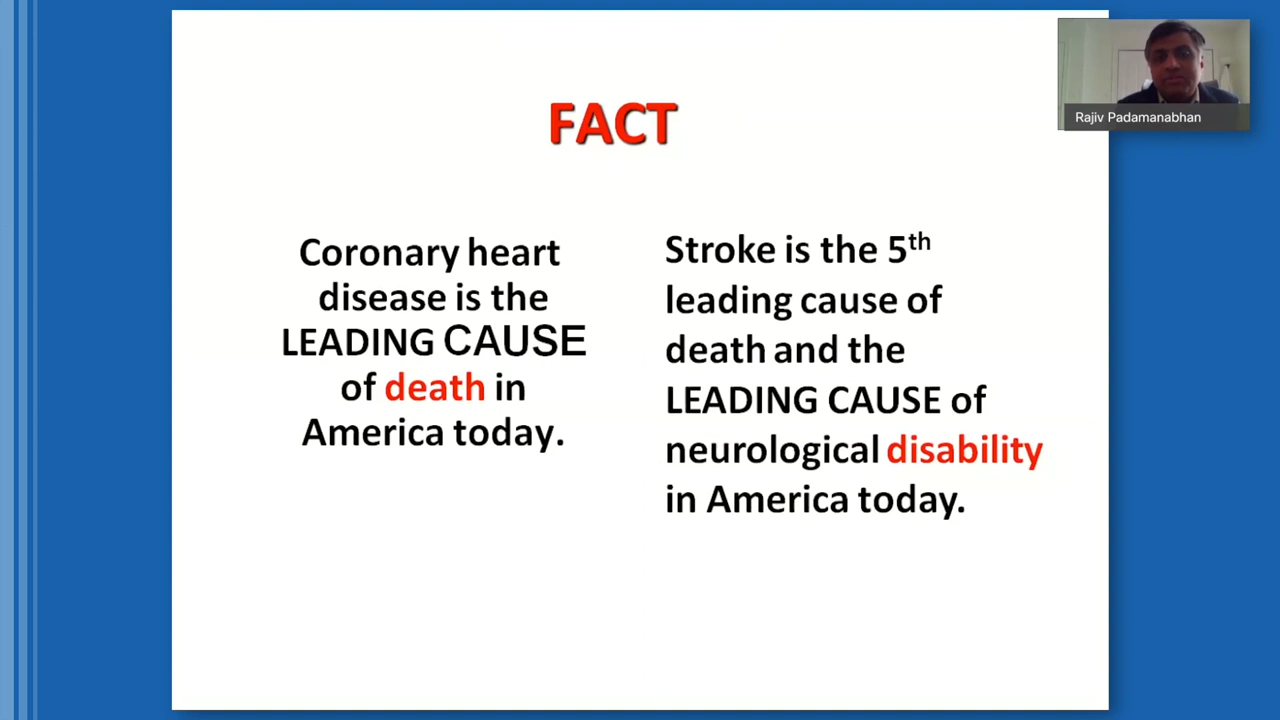 FACT
Coronary heart
disease is the
LEADING CAUSE
of death in
America today.
Stroke is the 5th
leading cause of
death and the
LEADING CAUSE of
neurological disability
in America today.
Rajiv Padamanabhan